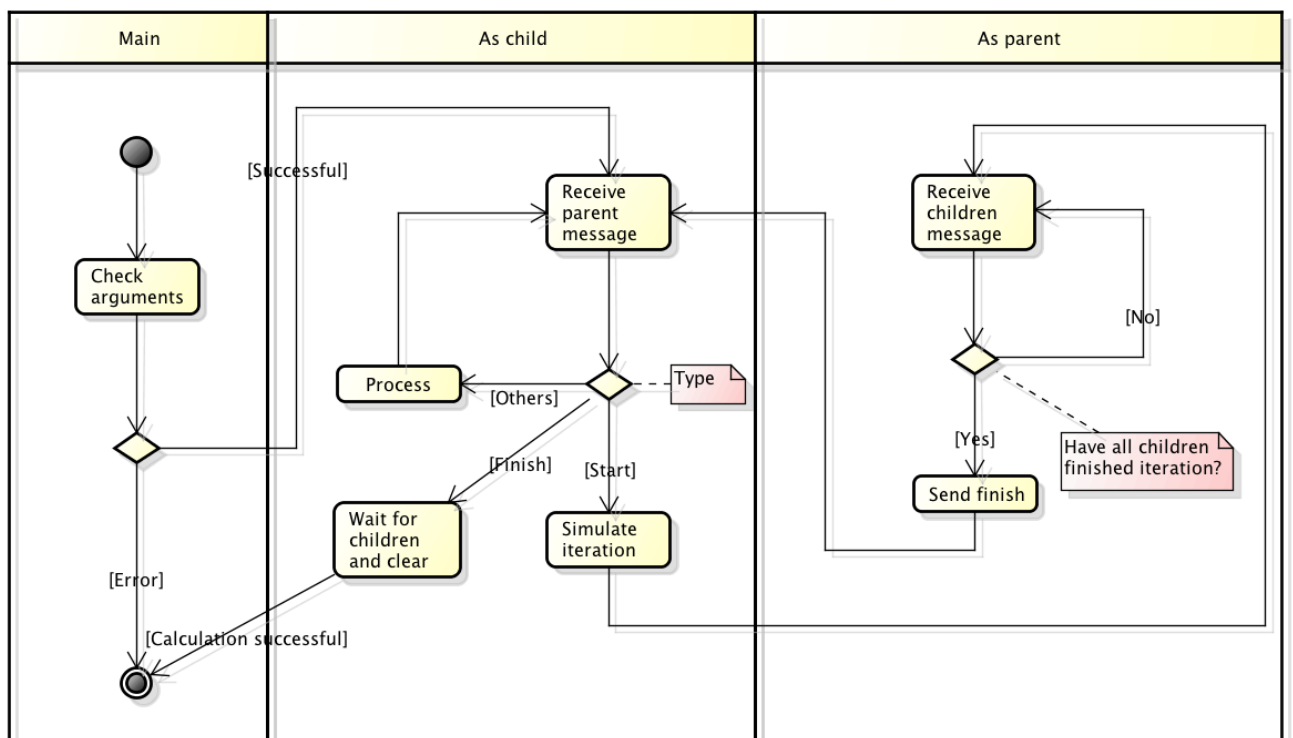 Main
As child
As parent
[Successful]
Receive
parent
message
Receive
children
message
Check
arguments
[No]
Process
[Others]
Type
[Finish]
[Start]
[Yes]
Have all children
finished iteration?
Send finish
Wait for
children
and clear
Simulate
iteration
[Error]
[Calculation successful]